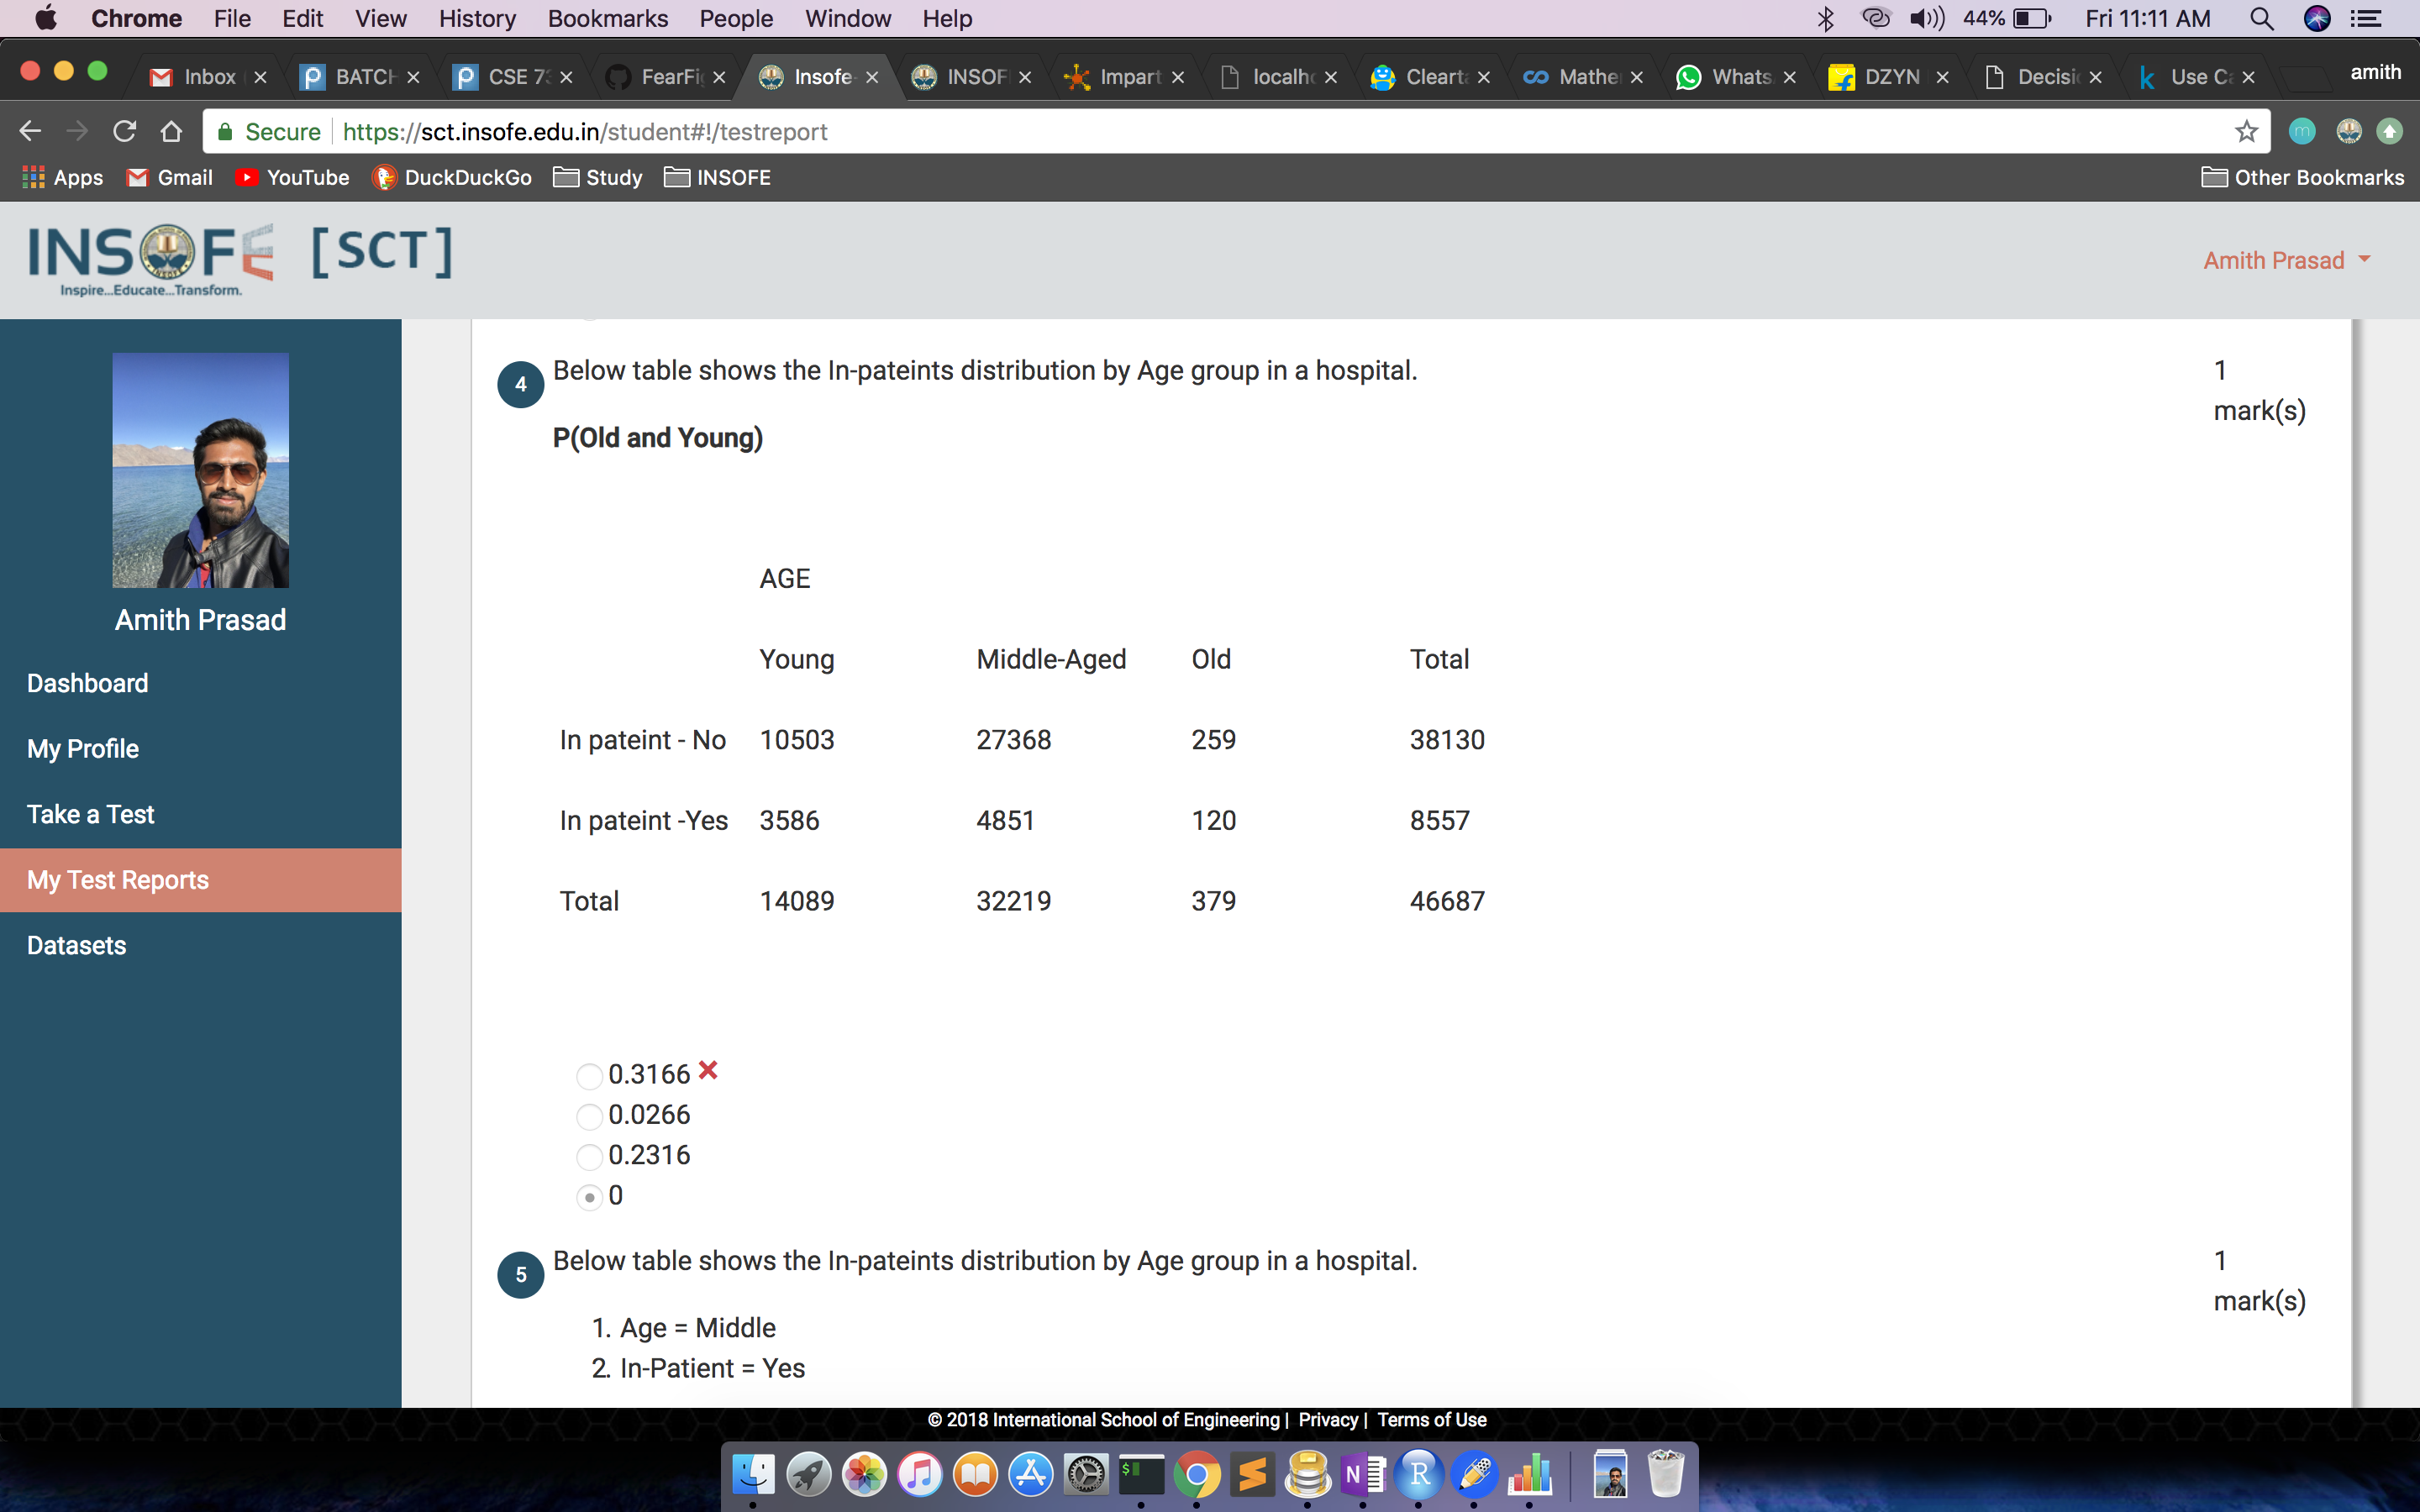 Chrome File Edit View History Bookmarks People Window Help 44% Fri 11:11 AM
Inbox BATCH CSE 73 FearFi Insofe- INSOF Impart localho Clearta Mathe WhatsA DZYN Decisi Use Ca amith
Secure https://sct.insofe.edu.in/student#!/testreport
Apps Gmail YouTube DuckDuckGo Study INSOFE Other Bookmarks
INSOFE [SCT]
Inspire...Educate...Transform.
Amith Prasad
Amith Prasad
Dashboard
My Profile
Take a Test
My Test Reports
Datasets
4 Below table shows the In-pateints distribution by Age group in a hospital. 1
mark(s)
P(Old and Young)
AGE
Young Middle-Aged Old Total
In pateint - No 10503 27368 259 38130
In pateint -Yes 3586 4851 120 8557
Total 14089 32219 379 46687
0.3166
0.0266
0.2316
0
5 Below table shows the In-pateints distribution by Age group in a hospital. 1
mark(s)
1. Age = Middle
2. In-Patient = Yes
© 2018 International School of Engineering | Privacy | Terms of Use